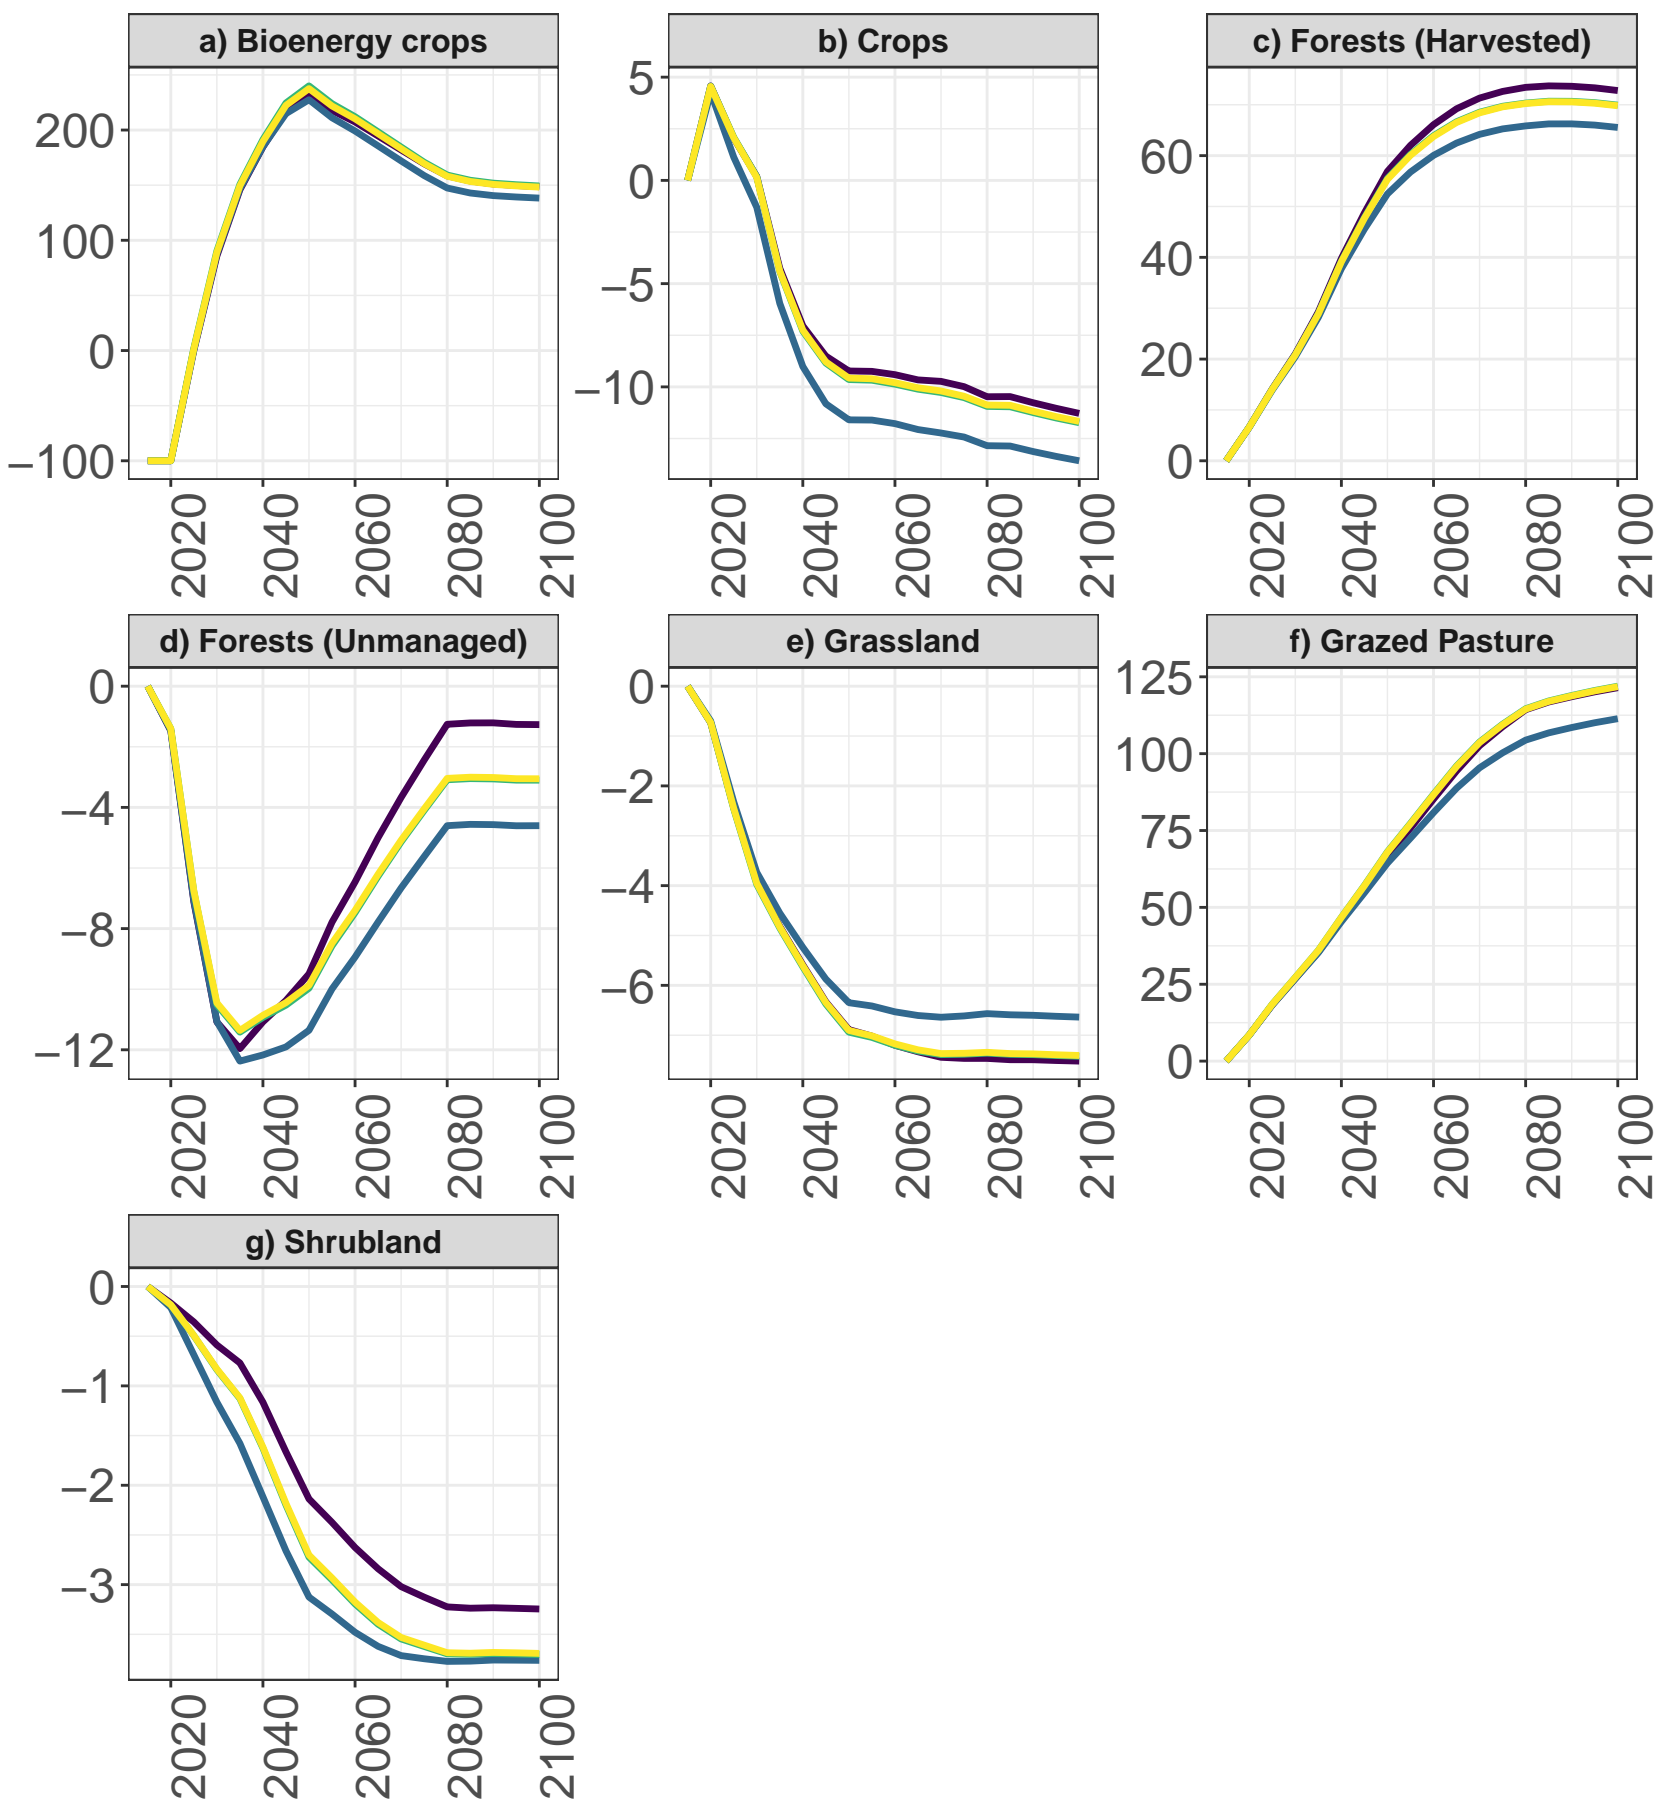 a) Bioenergy crops
200
100
0
−100
2020 2040 2060 2080 2100
b) Crops
5
0
−5
−10
2020 2040 2060 2080 2100
c) Forests (Harvested)
60
40
20
0
2020 2040 2060 2080 2100
d) Forests (Unmanaged)
0
−4
−8
−12
2020 2040 2060 2080 2100
e) Grassland
0
−2
−4
−6
2020 2040 2060 2080 2100
f) Grazed Pasture
125
100
75
50
25
0
2020 2040 2060 2080 2100
g) Shrubland
0
−1
−2
−3
2020 2040 2060 2080 2100